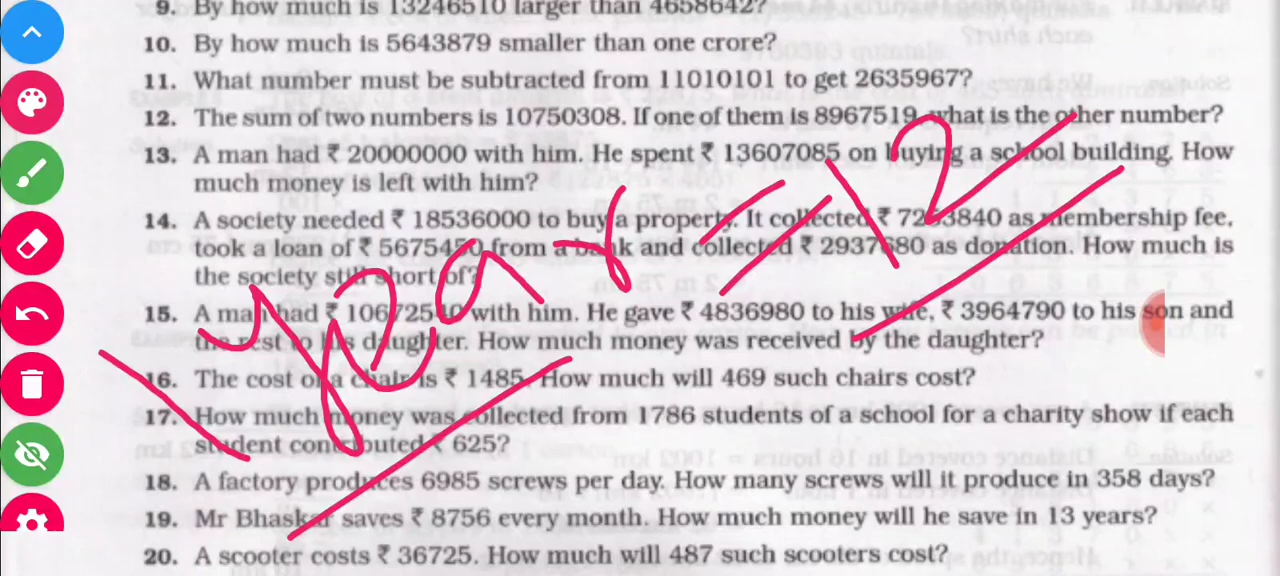 9. By how much is 13246510 larger than 4658642?
10. By how much is 5643879 smaller than one crore?
11. What number must be subtracted from 11010101 to get 2635967?
12. The sum of two numbers is 10750308. If one of them is 8967519, what is the other number?
13. A man had ₹ 20000000 with him. He spent ₹ 13607085 on buying a school building. How
much money is left with him?
14. A society needed ₹ 18536000 to buy a property. It collected ₹ 7253840 as membership fee,
took a loan of ₹ 5675450 from a bank and collected ₹ 2937680 as donation. How much is
the society still short of?
15. A man had ₹ 10672540 with him. He gave ₹ 4836980 to his wife, ₹ 3964790 to his son and
the rest to his daughter. How much money was received by the daughter?
16. The cost of a chair is ₹ 1485. How much will 469 such chairs cost?
17. How much money was collected from 1786 students of a school for a charity show if each
student contributed ₹ 625?
18. A factory produces 6985 screws per day. How many screws will it produce in 358 days?
19. Mr Bhaskar saves ₹ 8756 every month. How much money will he save in 13 years?
20. A scooter costs ₹ 36725. How much will 487 such scooters cost?